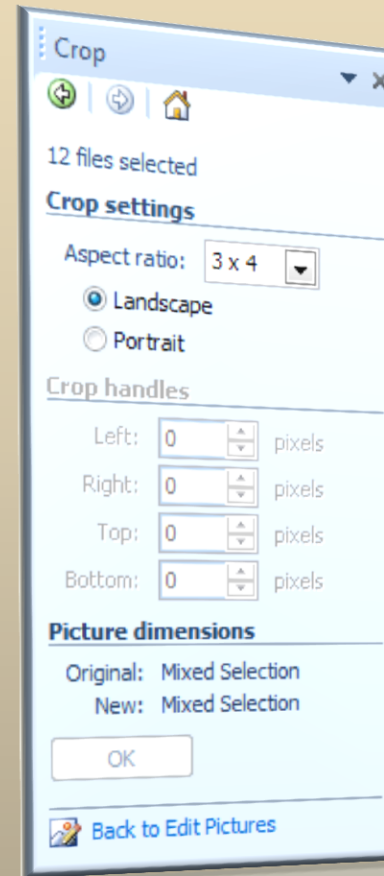 Crop
12 files selected
Crop settings
Aspect ratio: 3 x 4
Landscape
Portrait
Crop handles
Left: 0 pixels
Right: 0 pixels
Top: 0 pixels
Bottom: 0 pixels
Picture dimensions
Original: Mixed Selection
New: Mixed Selection
OK
Back to Edit Pictures